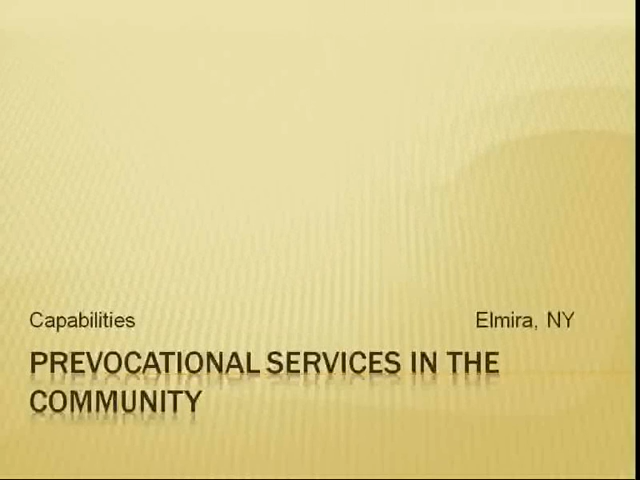 Capabilities Elmira, NY
PREVOCATIONAL SERVICES IN THE
COMMUNITY